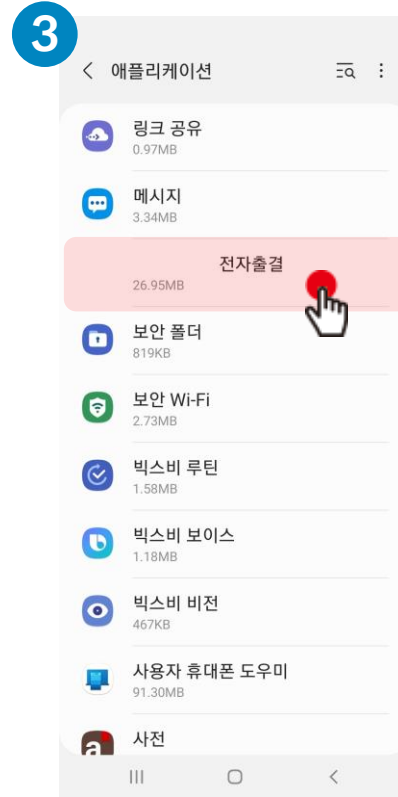 3
애플리케이션
링크 공유
0.97MB
메시지
3.34MB
전자출결
26.95MB
보안 폴더
819KB
보안 Wi-Fi
2.73MB
빅스비 루틴
1.58MB
빅스비 보이스
1.18MB
빅스비 비전
467KB
사용자 휴대폰 도우미
91.30MB
a
사전